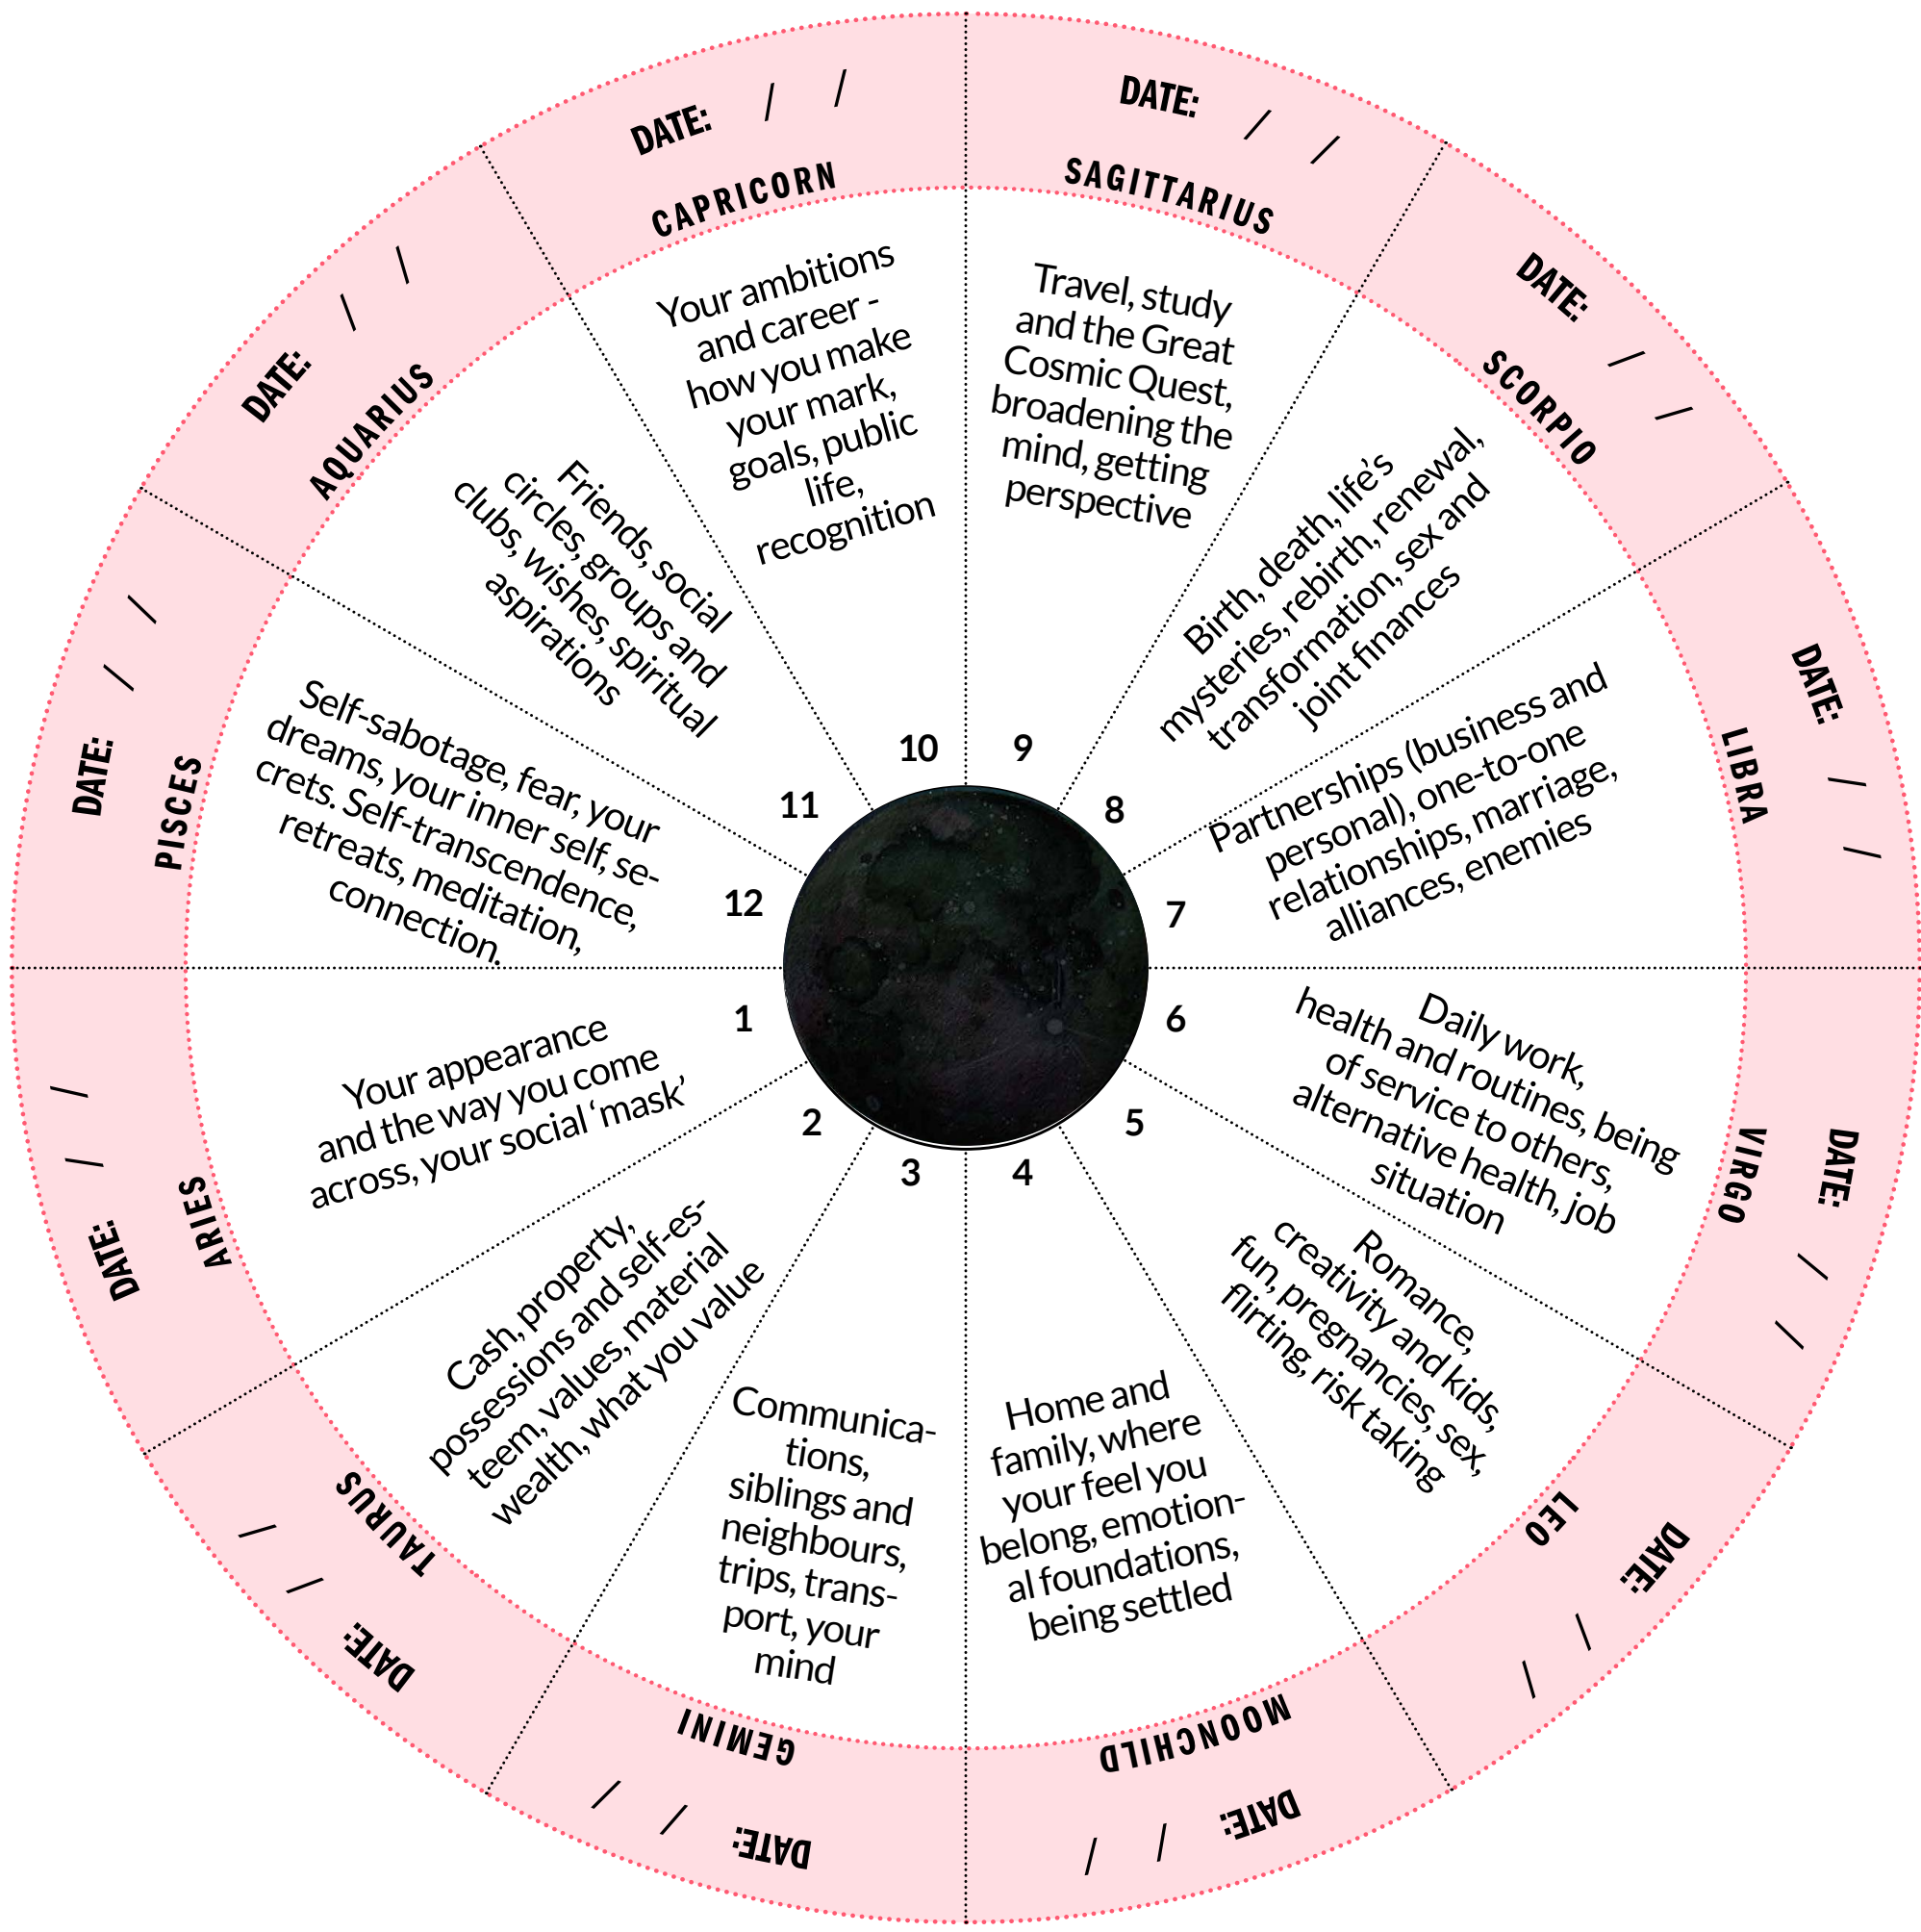 DATE: / /
ARIES
1
Your appearance
and the way you come
across, your social ‘mask’
DATE: / /
TAURUS
2
Cash, property,
possessions and self-es-
teem, values, material
wealth, what you value
DATE: / /
GEMINI
3
Communica-
tions,
siblings and
neighbours,
trips, trans-
port, your
mind
DATE: / /
MOONCHILD
4
Home and
family, where
your feel you
belong, emotion-
al foundations,
being settled
DATE: / /
LEO
5
Romance,
creativity and kids,
fun, pregnancies, sex,
flirting, risk taking
DATE: / /
VIRGO
6
Daily work,
health and routines, being
of service to others,
alternative health, job
situation
DATE: / /
LIBRA
7
Partnerships (business and
personal), one-to-one
relationships, marriage,
alliances, enemies
DATE: / /
SCORPIO
8
Birth, death, life’s
mysteries, rebirth, renewal,
transformation, sex and
joint finances
DATE: / /
SAGITTARIUS
9
Travel, study
and the Great
Cosmic Quest,
broadening the
mind, getting
perspective
DATE: / /
CAPRICORN
10
Your ambitions
and career -
how you make
your mark,
goals, public
life,
recognition
DATE: / /
AQUARIUS
11
Friends, social
circles, groups and
clubs, wishes, spiritual
aspirations
DATE: / /
PISCES
12
Self-sabotage, fear, your
dreams, your inner self, se-
crets. Self-transcendence,
retreats, meditation,
connection.